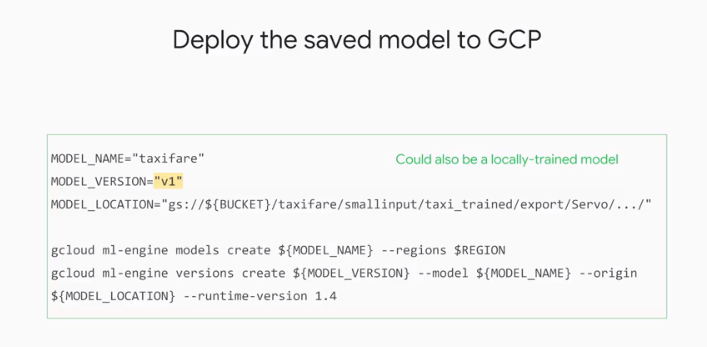 Deploy the saved model to GCP
MODEL_NAME="taxifare"
Could also be a locally-trained model
MODEL_VERSION="v1"
MODEL_LOCATION="gs://${BUCKET}/taxifare/smallinput/taxi_trained/export/Servo/.../"
gcloud ml-engine models create ${MODEL_NAME} --regions $REGION
gcloud ml-engine versions create ${MODEL_VERSION} --model ${MODEL_NAME} --origin
${MODEL_LOCATION} --runtime-version 1.4